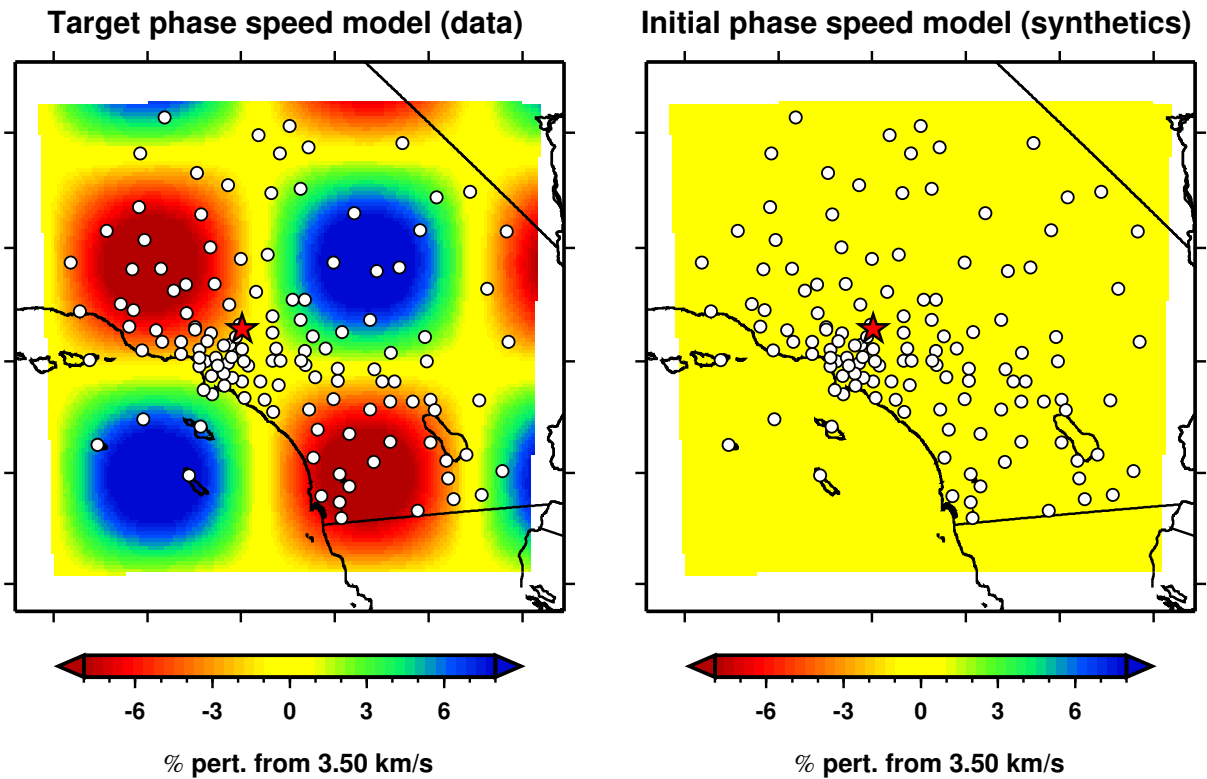 Target phase speed model (data)
Initial phase speed model (synthetics)
-6 -3 0 3 6
-6 -3 0 3 6
% pert. from 3.50 km/s
% pert. from 3.50 km/s